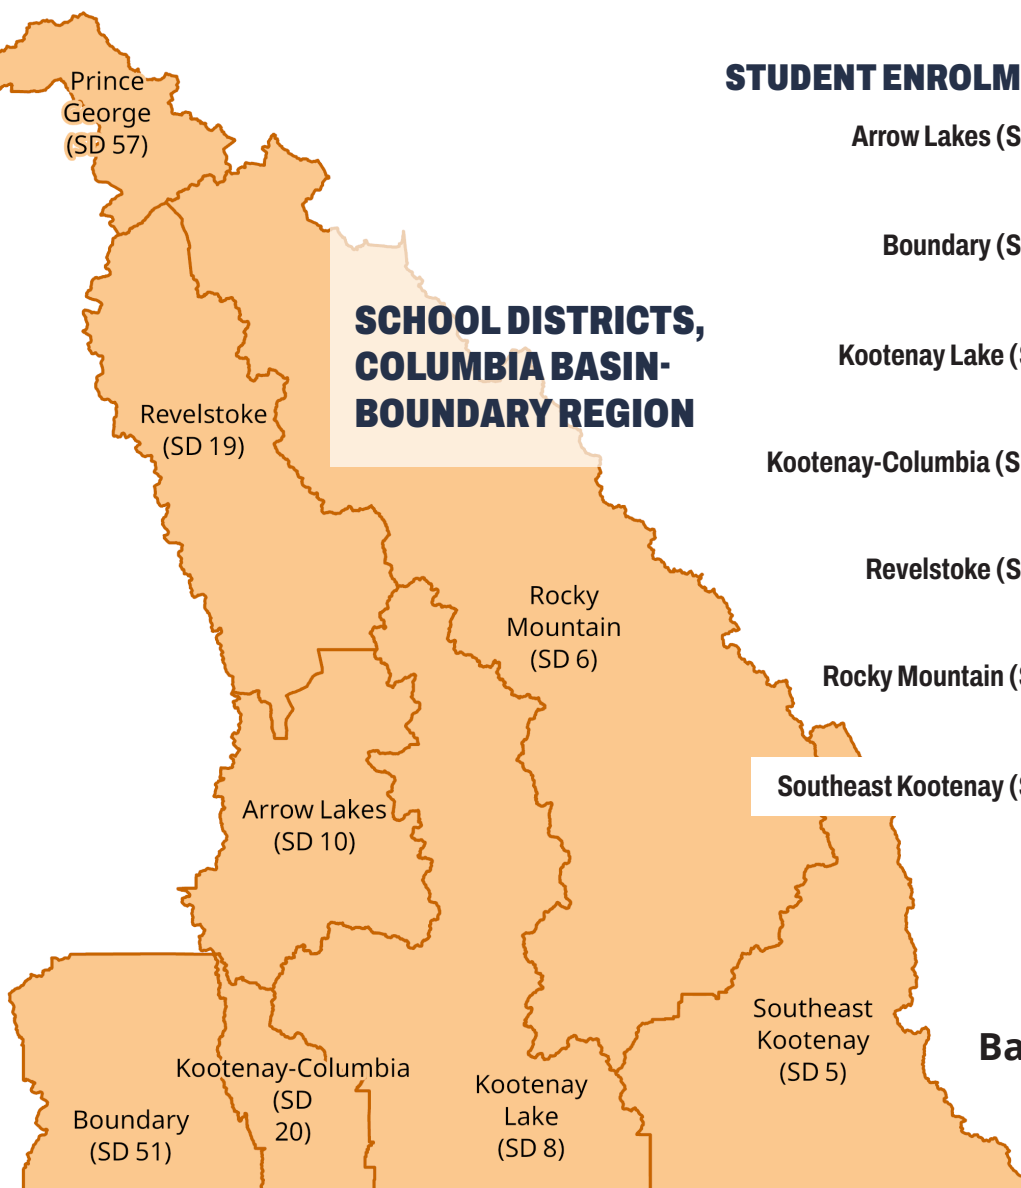 Prince
George
(SD 57)
SCHOOL DISTRICTS,
COLUMBIA BASIN-
BOUNDARY REGION
Revelstoke
(SD 19)
Rocky
Mountain
(SD 6)
Arrow Lakes
(SD 10)
Southeast
Kootenay
(SD 5)
Kootenay-Columbia
(SD
20)
Kootenay
Lake
(SD 8)
Boundary
(SD 51)
STUDENT ENROLM
Arrow Lakes (S
Boundary (S
Kootenay Lake (
Kootenay-Columbia (S
Revelstoke (S
Rocky Mountain (
Southeast Kootenay (
Ba